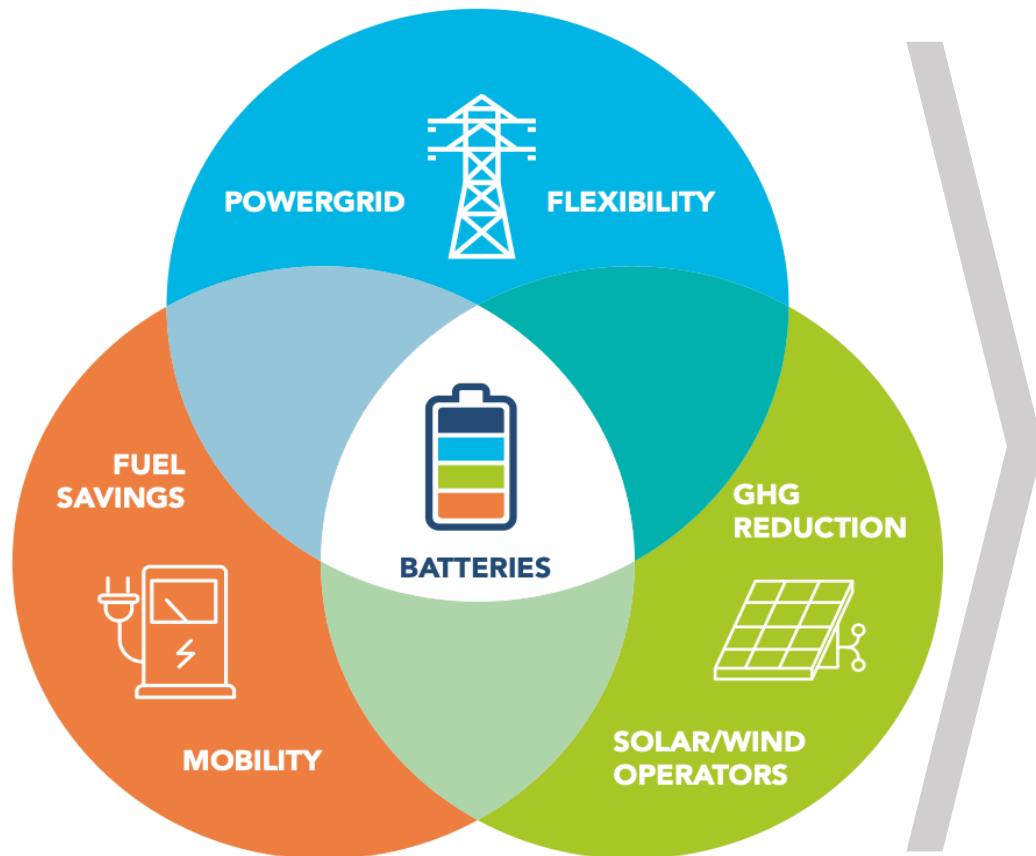 POWERGRID
FLEXIBILITY
FUEL
SAVINGS
MOBILITY
BATTERIES
GHG
REDUCTION
SOLAR/WIND
OPERATORS